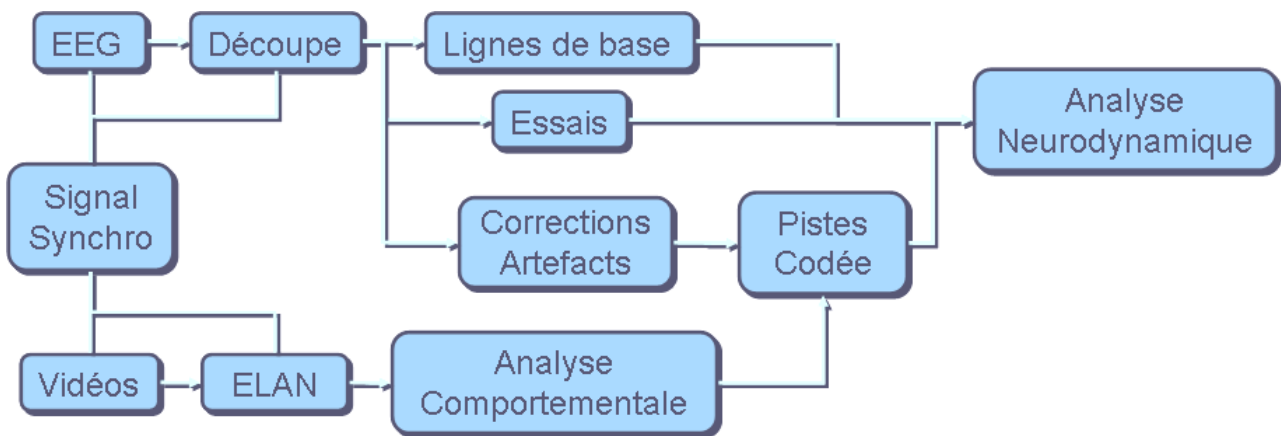 EEG
Découpe
Lignes de base
Essais
Analyse
Neurodynamique
Signal
Synchro
Corrections
Artefacts
Pistes
Codée
Vidéos
ELAN
Analyse
Comportementale